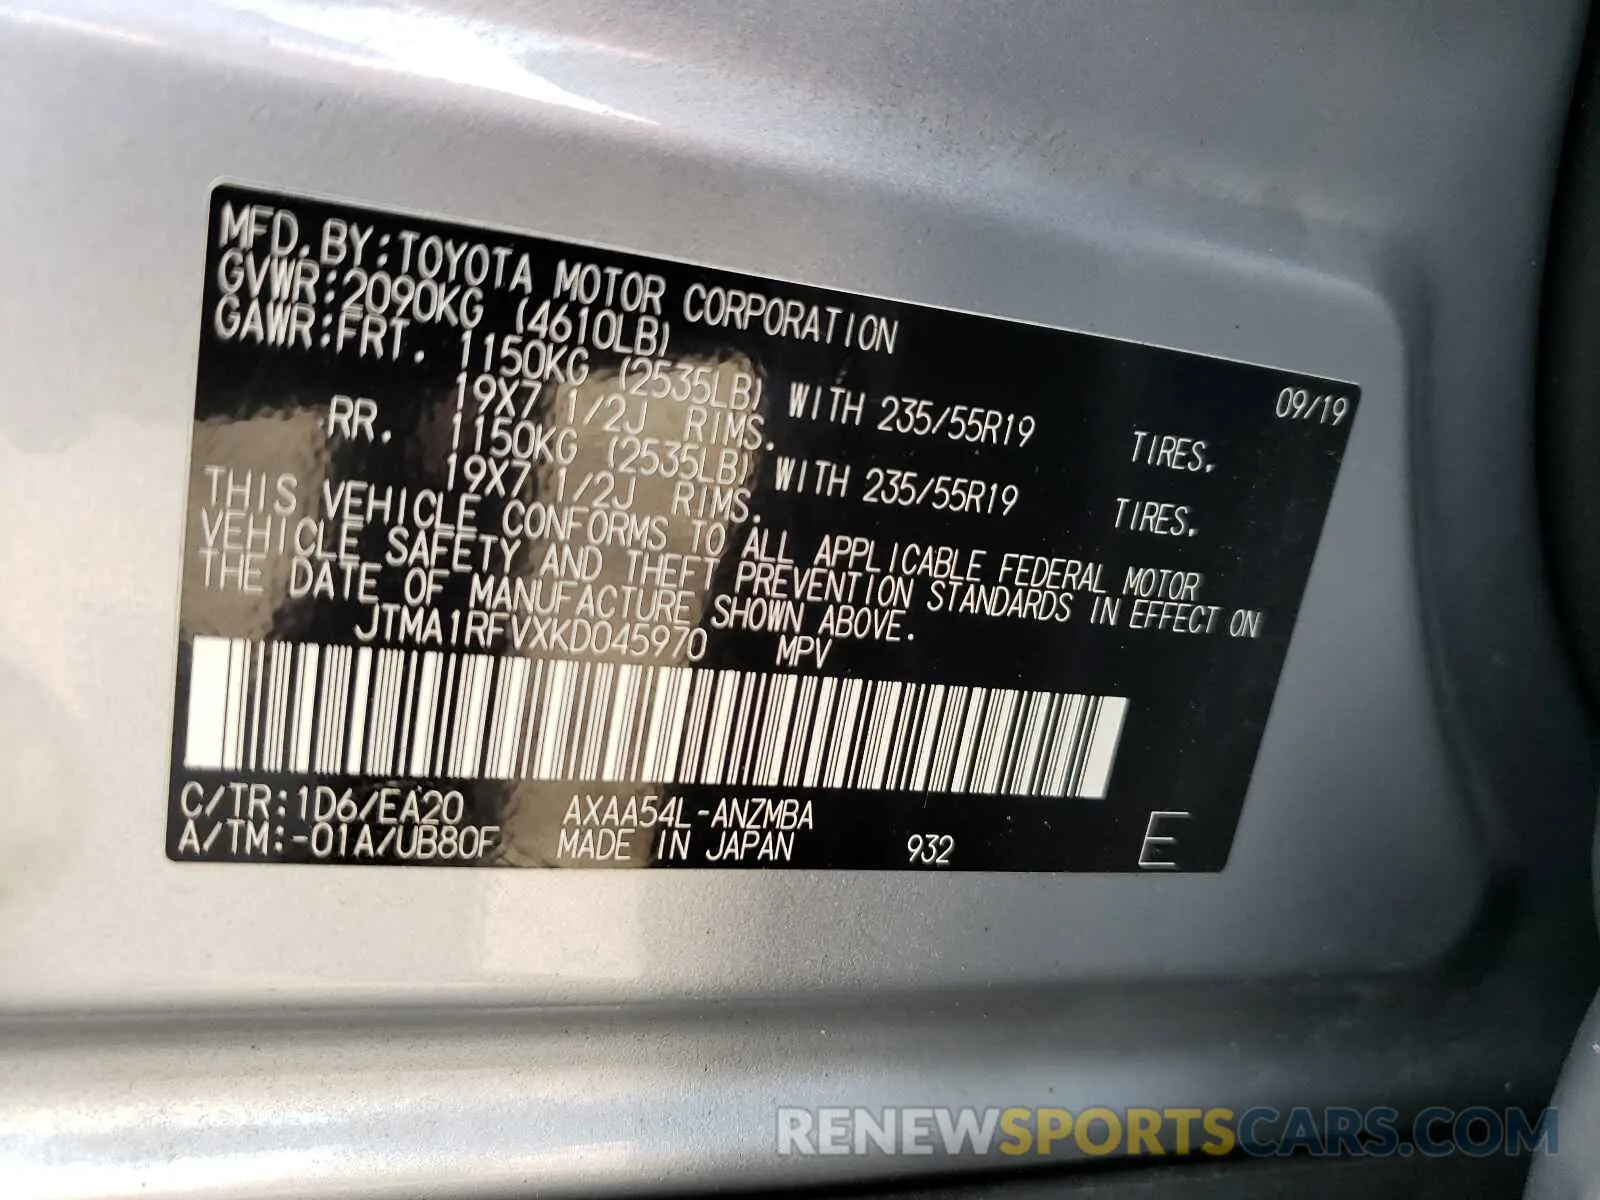 MFD.BY:TOYOTA MOTOR CORPORATION 09/19
GVWR:2090KG (4610LB)
GAWR:FRT. 1150KG (2535LB) WITH 235/55R19 TIRES,
19X7 1/2J RIMS.
RR. 1150KG (2535LB) WITH 235/55R19 TIRES,
19X7 1/2J RIMS.
THIS VEHICLE CONFORMS TO ALL APPLICABLE FEDERAL MOTOR
VEHICLE SAFETY AND THEFT PREVENTION STANDARDS IN EFFECT ON
THE DATE OF MANUFACTURE SHOWN ABOVE.
JTMA1RFVXKD045970 MPV
C/TR:1D6/EA20 AXAA54L-ANZMBA
A/TM:-01A/UB80F MADE IN JAPAN 932 E
RENEWSPORTSCARS.COM